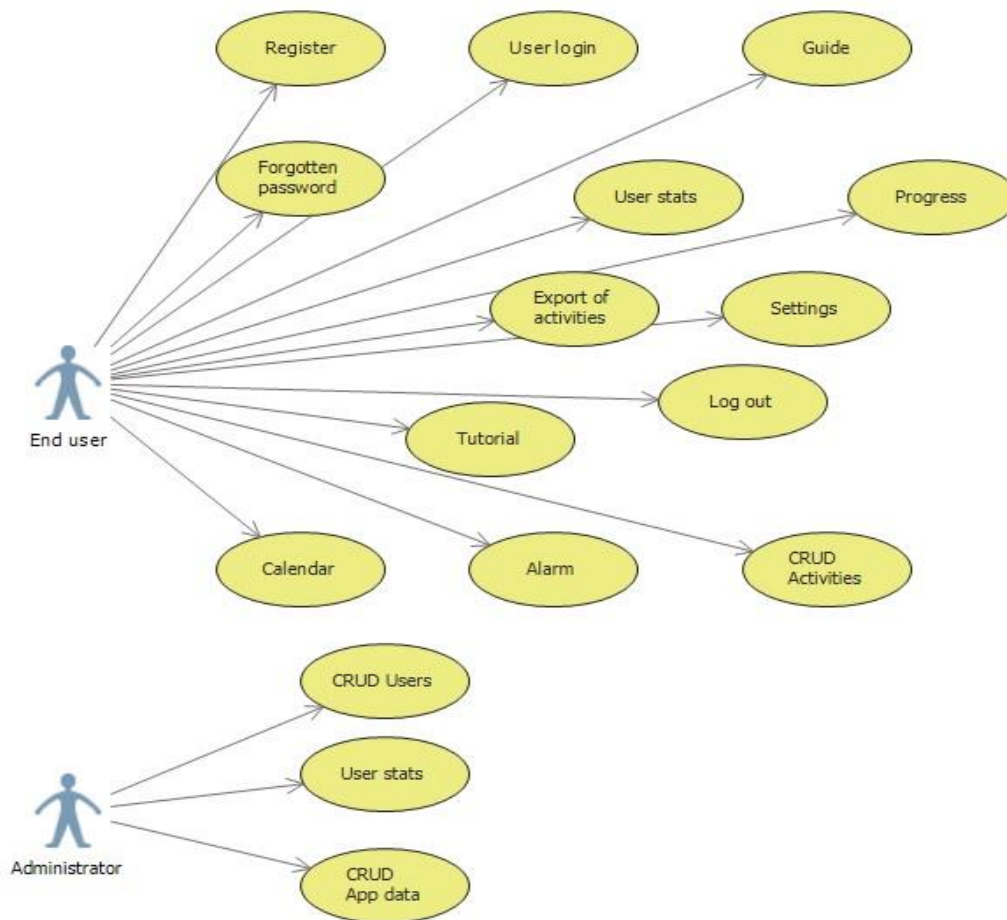 Register
User login
Guide
Forgotten
password
User stats
Progress
Export of
activities
Settings
Log out
End user
Tutorial
Calendar
Alarm
CRUD
Activities
CRUD Users
User stats
Administrator
CRUD
App data